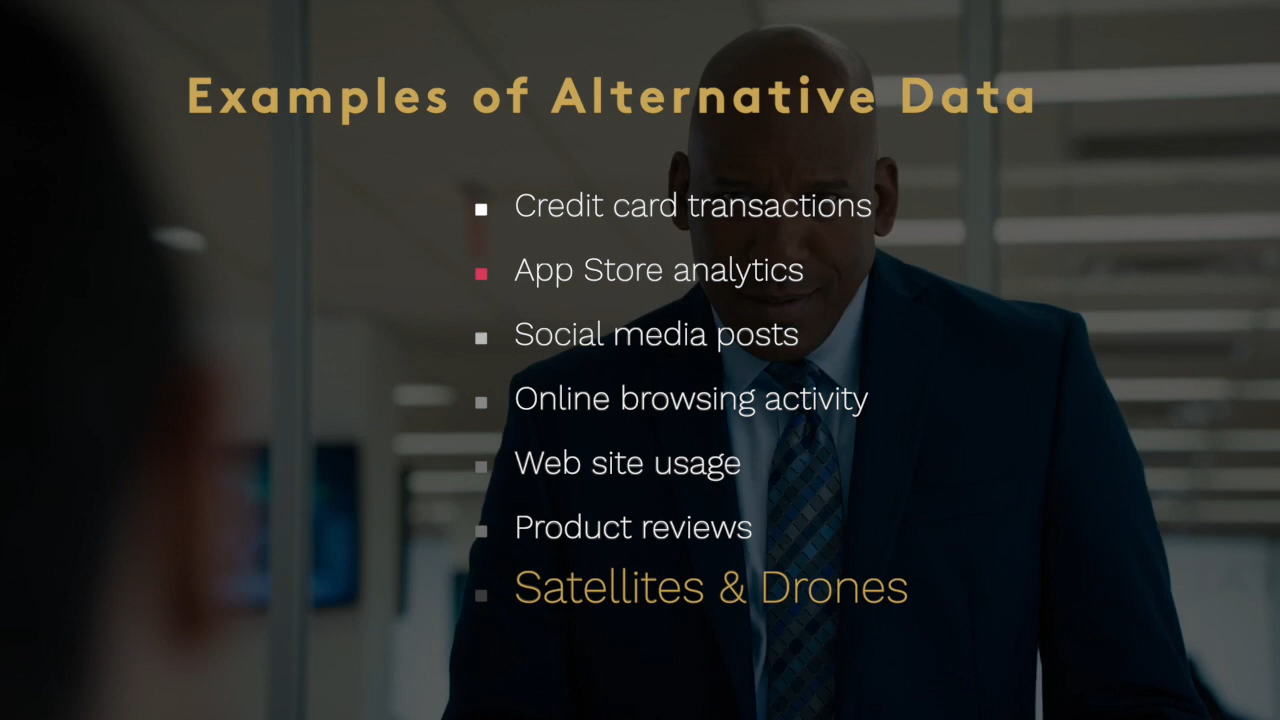 Examples of Alternative Data
Credit card transactions
App Store analytics
Social media posts
Online browsing activity
Web site usage
Product reviews
Satellites & Drones